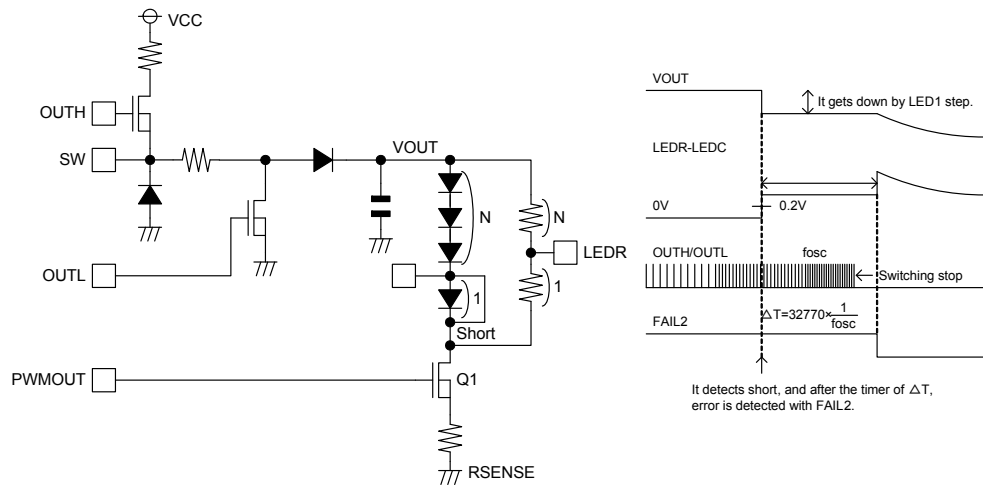 VCC
OUTH
SW
VOUT
N
N
LEDR
OUTL
1
1
Short
PWMOUT
Q1
RSENSE
VOUT
It gets down by LED1 step.
LEDR-LEDC
0V
0.2V
OUTH/OUTL
fosc
Switching stop
△T=32770× 1
fosc
FAIL2
It detects short, and after the timer of △T,
error is detected with FAIL2.